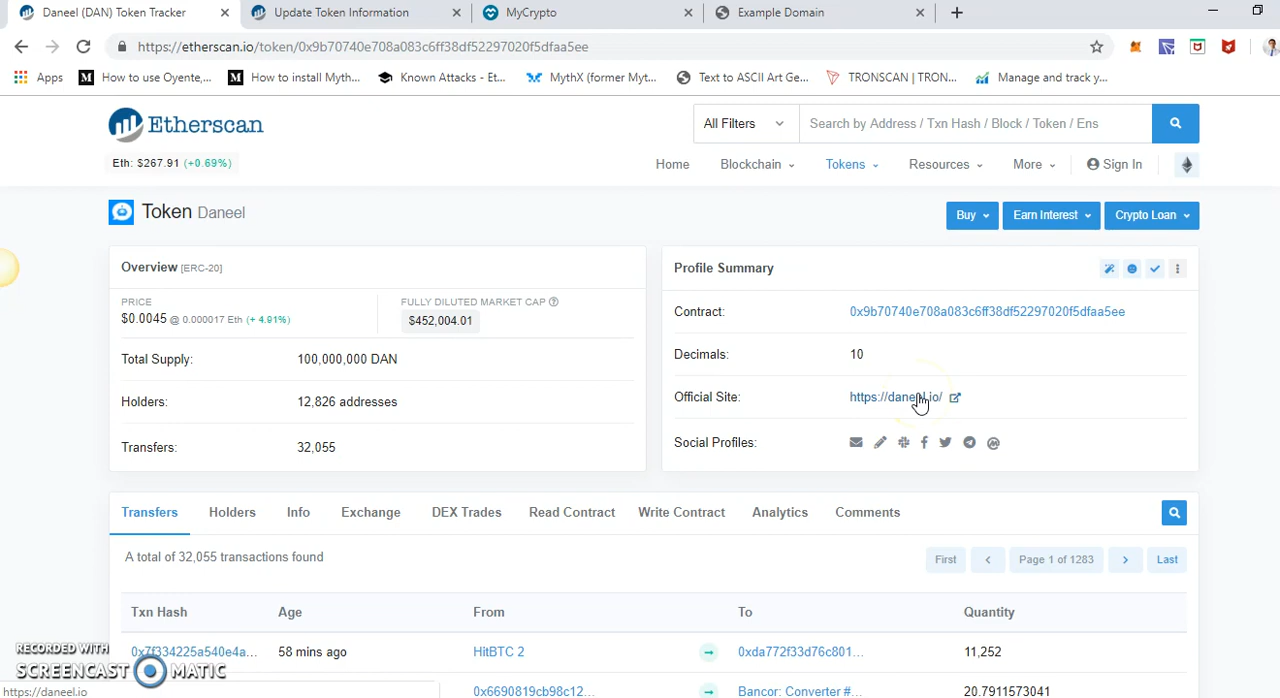 Daneel (DAN) Token Tracker
Update Token Information
MyCrypto
Example Domain
https://etherscan.io/token/0x9b70740e708a083c6ff38df52297020f5dfaa5ee
Apps
How to use Oyente,...
How to install Myth...
Known Attacks - Et...
MythX (former Myt...
Text to ASCII Art Ge...
TRONSCAN | TRON...
Manage and track y...
Etherscan
All Filters
Search by Address / Txn Hash / Block / Token / Ens
Eth: $267.91 (+0.69%)
Home
Blockchain
Tokens
Resources
More
Sign In
Token Daneel
Buy
Earn Interest
Crypto Loan
Overview [ERC-20]
PRICE
$0.0045 @ 0.000017 Eth (+ 4.91%)
FULLY DILUTED MARKET CAP
$452,004.01
Total Supply: 100,000,000 DAN
Holders: 12,826 addresses
Transfers: 32,055
Profile Summary
Contract: 0x9b70740e708a083c6ff38df52297020f5dfaa5ee
Decimals: 10
Official Site: https://daneel.io/
Social Profiles:
Transfers
Holders
Info
Exchange
DEX Trades
Read Contract
Write Contract
Analytics
Comments
A total of 32,055 transactions found
First
Page 1 of 1283
Last
Txn Hash Age From To Quantity
0x7f334225a540e4a... 58 mins ago HitBTC 2 0xda772f33d76c801... 11,252
0x6690819cb98c12... Bancor: Converter #... 20.7911573041
RECORDED WITH
SCREENCAST MATIC
https://daneel.io